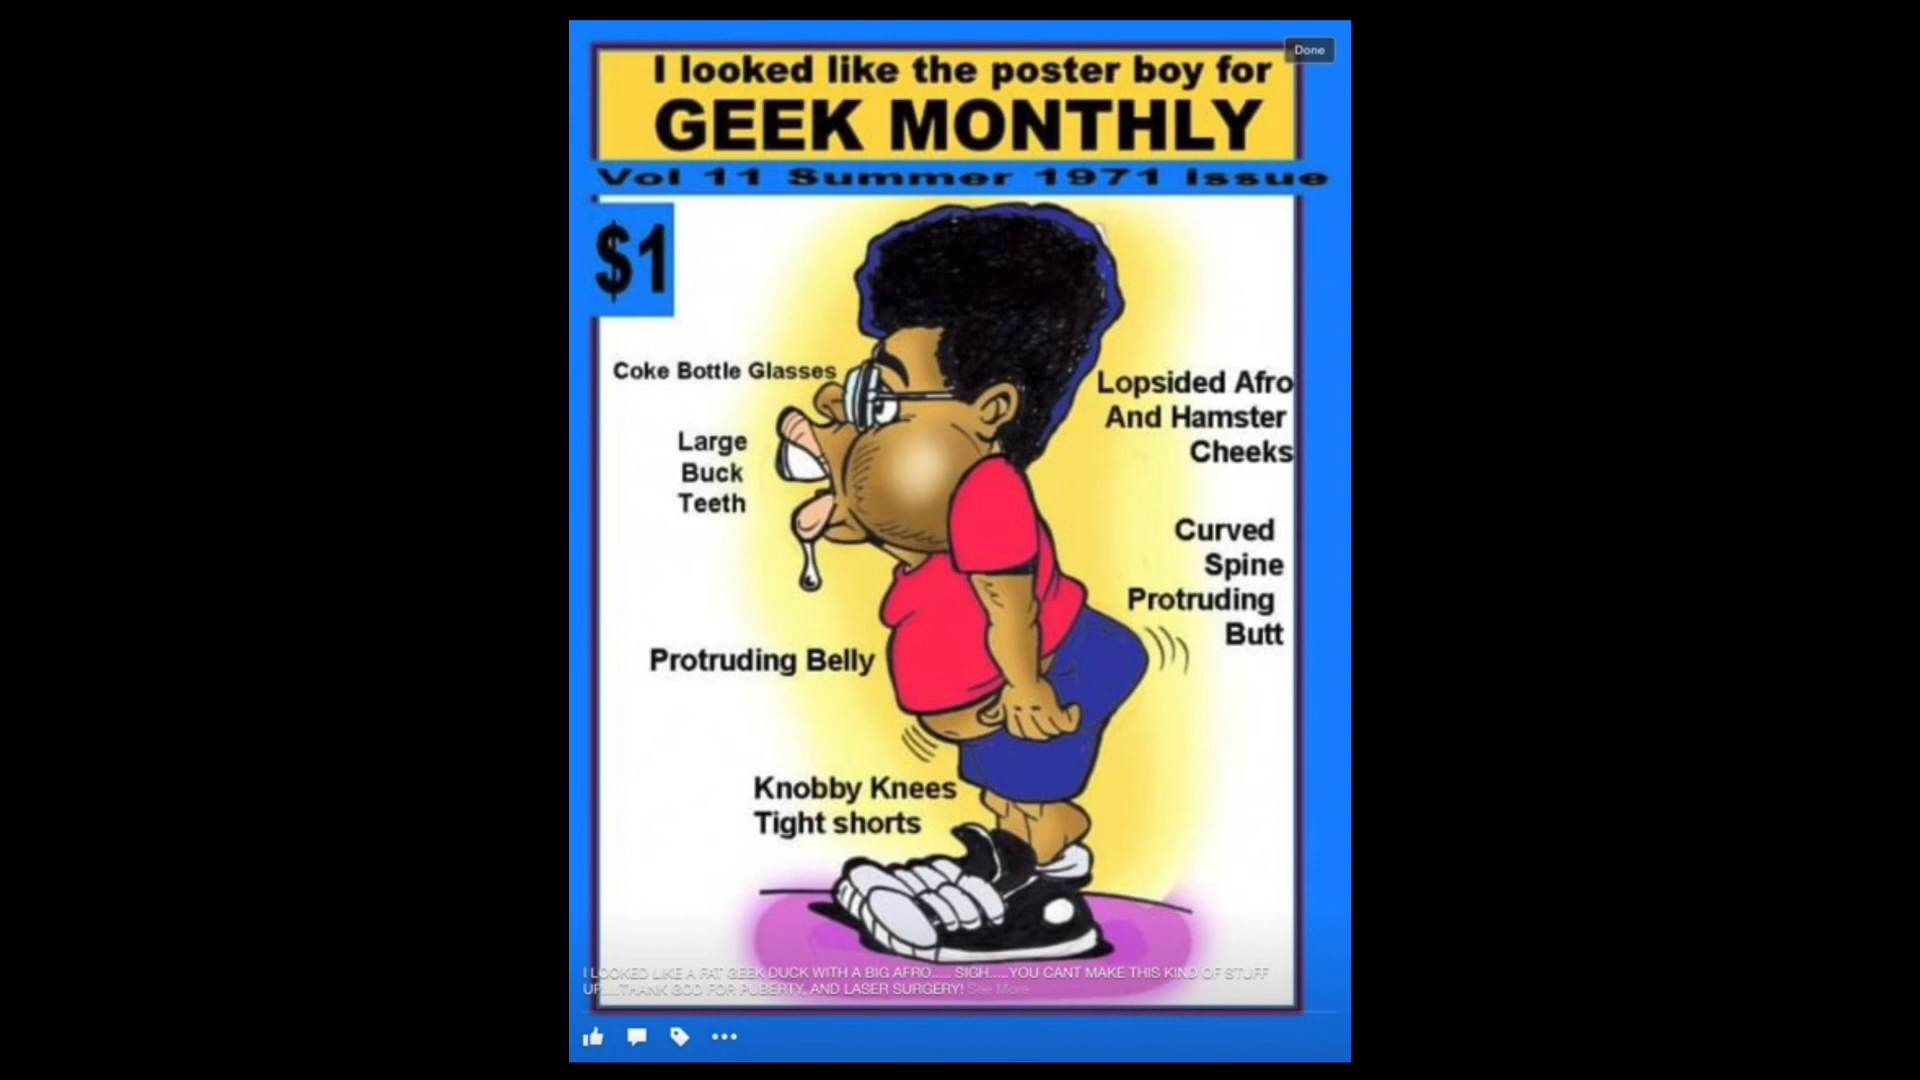 Done
I looked like the poster boy for
GEEK MONTHLY
Vol 11 Summer 1971 Issue
$1
Coke Bottle Glasses
Large
Buck
Teeth
Lopsided Afro
And Hamster
Cheeks
Curved
Spine
Protruding
Butt
Protruding Belly
Knobby Knees
Tight shorts
I LOOKED LIKE A FAT GEEK DUCK WITH A BIG AFRO..... SIGH.....YOU CANT MAKE THIS KIND OF STUFF
UP.....THANK GOD FOR PUBERTY, AND LASER SURGERY! See More